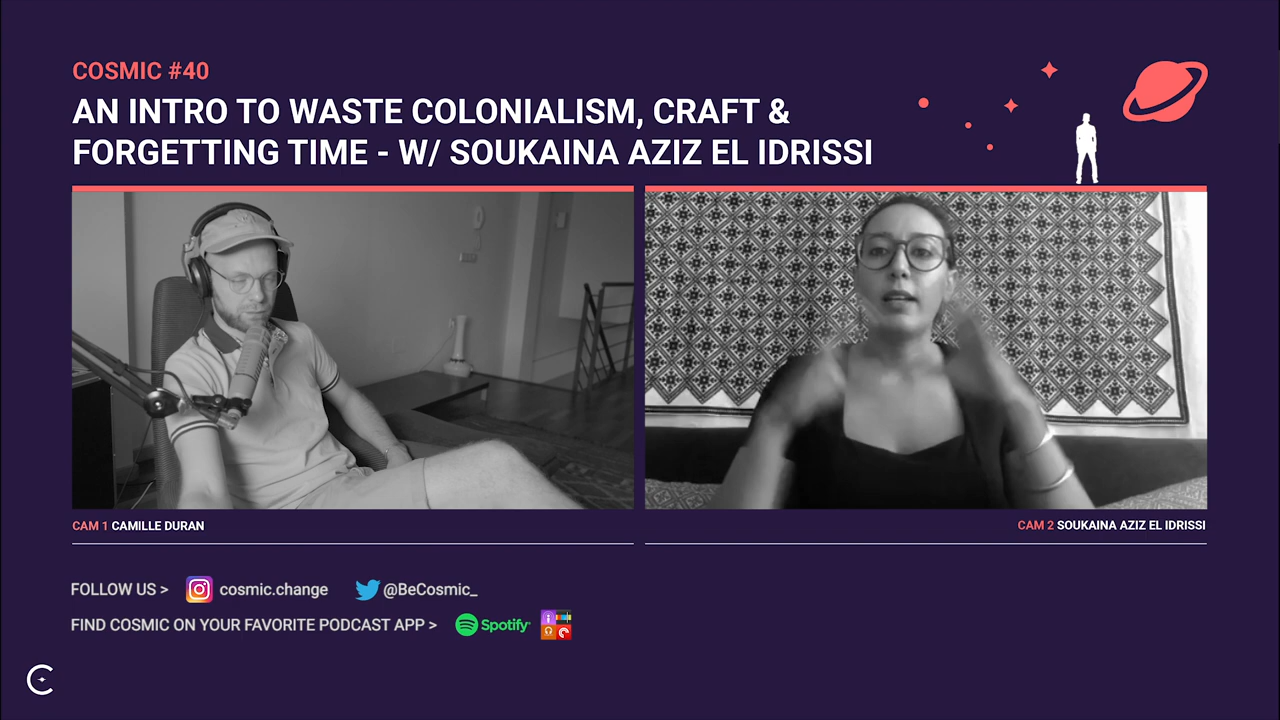 COSMIC #40
AN INTRO TO WASTE COLONIALISM, CRAFT &
FORGETTING TIME - W/ SOUKAINA AZIZ EL IDRISSI
CAM 1 CAMILLE DURAN
CAM 2 SOUKAINA AZIZ EL IDRISSI
FOLLOW US > cosmic.change @BeCosmic_
FIND COSMIC ON YOUR FAVORITE PODCAST APP > Spotify